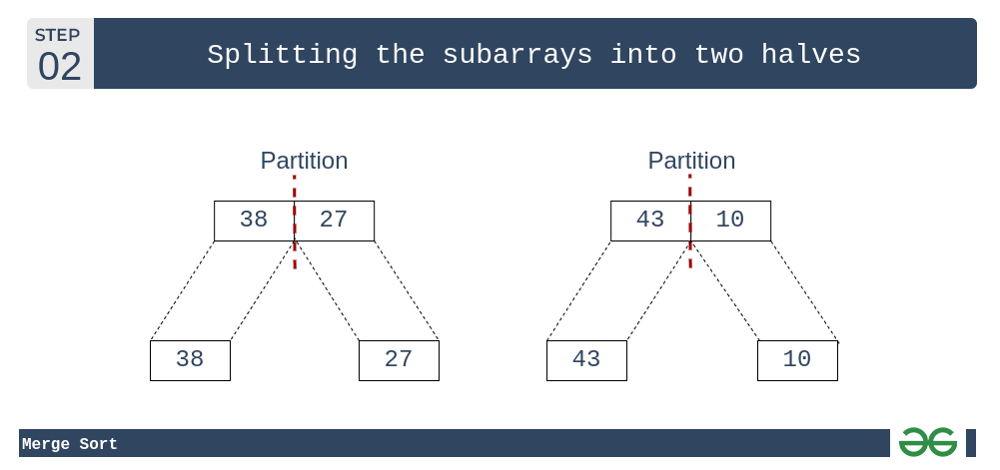 STEP
02
Splitting the subarrays into two halves
Partition
Partition
38 27
43 10
38 27
43 10
Merge Sort